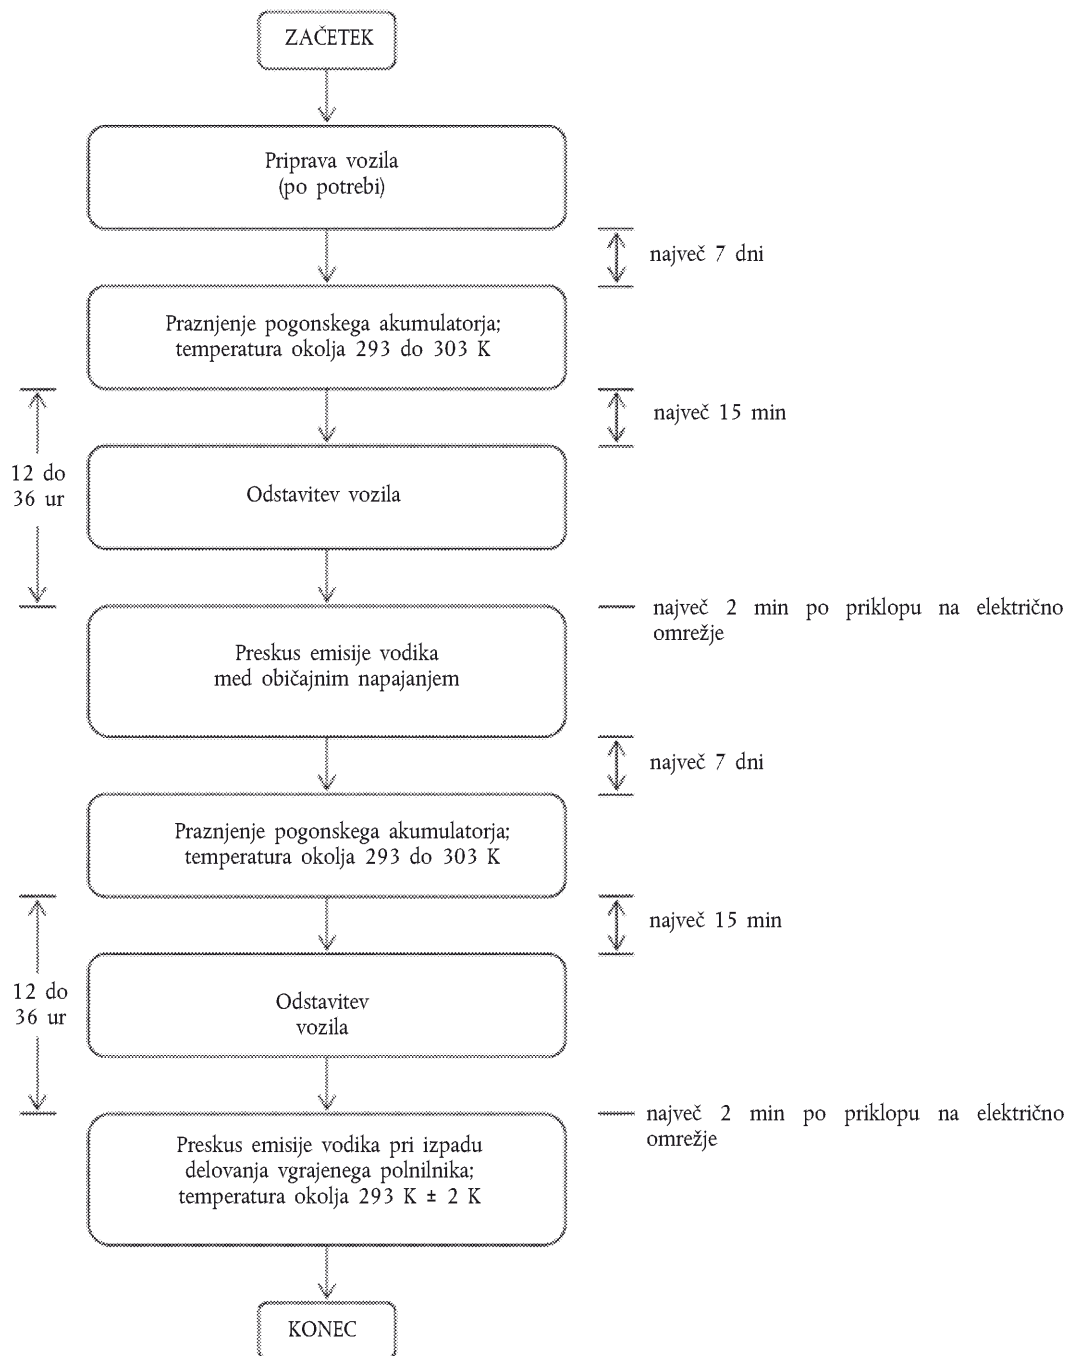 ZAČETEK
Priprava vozila
(po potrebi)
največ 7 dni
Praznjenje pogonskega akumulatorja;
temperatura okolja 293 do 303 K
največ 15 min
12 do
36 ur
Odstavitev vozila
največ 2 min po priklopu na električno
omrežje
Preskus emisije vodika
med običajnim napajanjem
največ 7 dni
Praznjenje pogonskega akumulatorja;
temperatura okolja 293 do 303 K
največ 15 min
12 do
36 ur
Odstavitev
vozila
največ 2 min po priklopu na električno
omrežje
Preskus emisije vodika pri izpadu
delovanja vgrajenega polnilnika;
temperatura okolja 293 K ± 2 K
KONEC